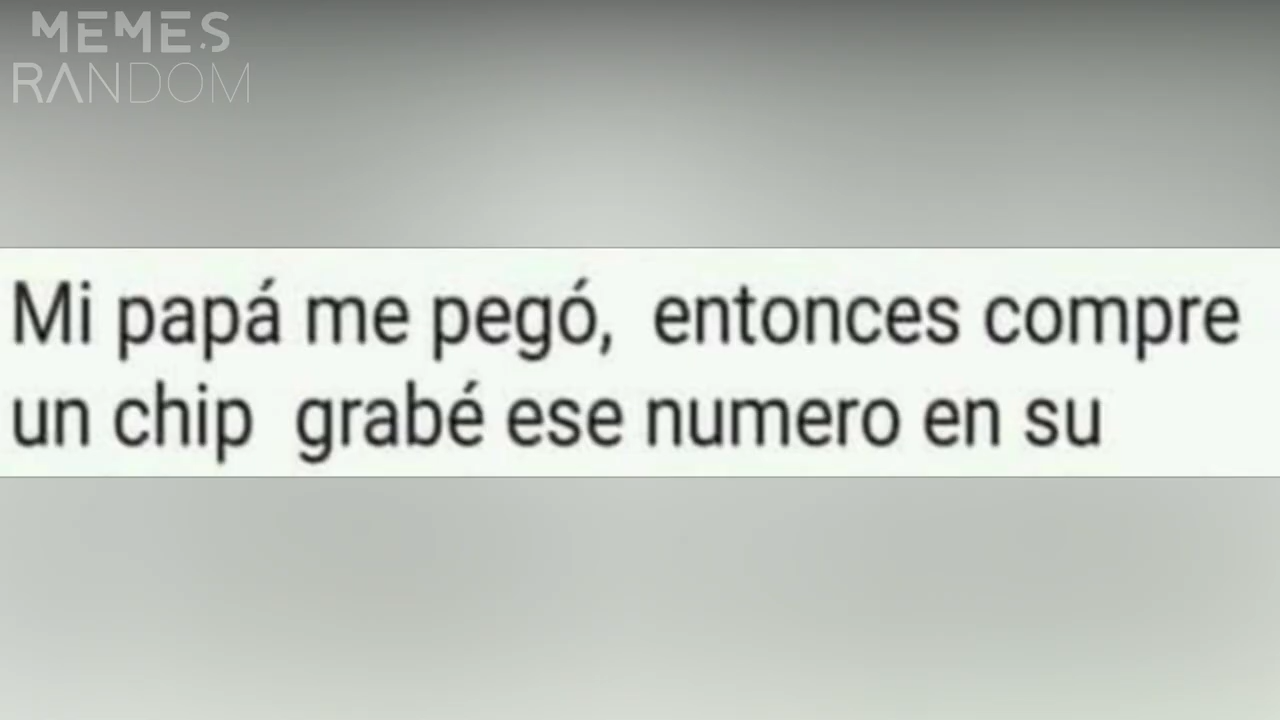 MEMES
RANDOM
Mi papá me pegó, entonces compre
un chip grabé ese numero en su